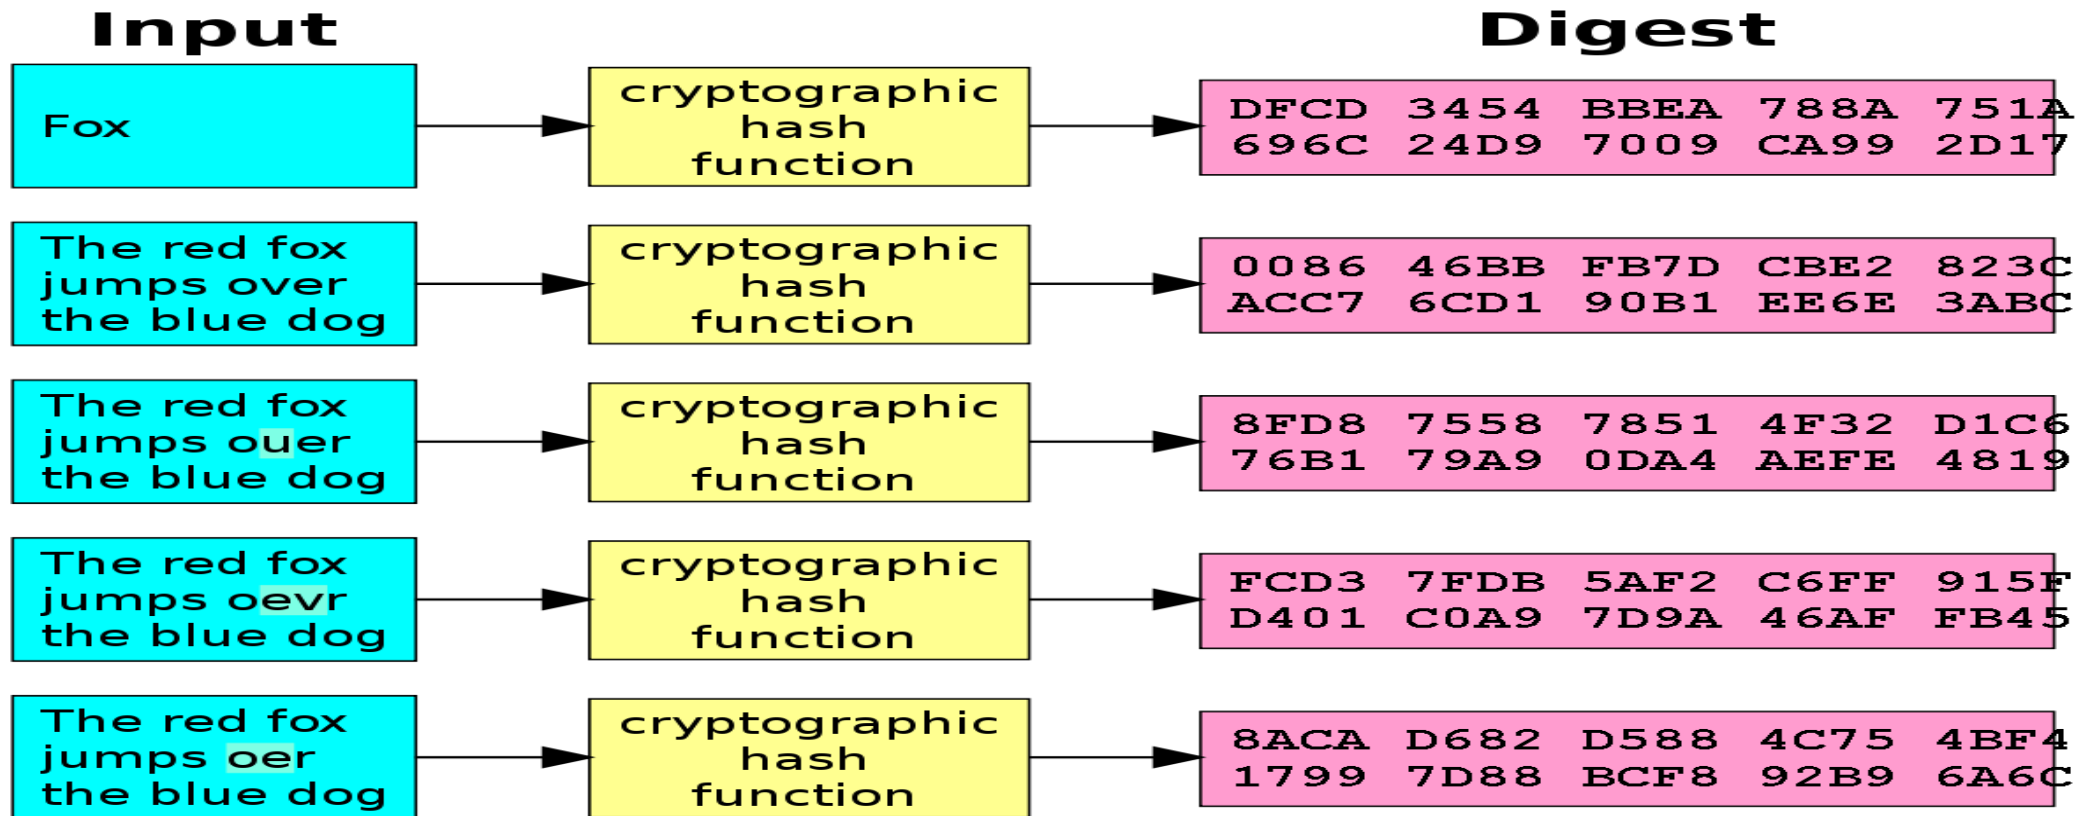 Input
Digest
Fox
cryptographic
hash
function
DFCD 3454 BBEA 788A 751A
696C 24D9 7009 CA99 2D17
The red fox
jumps over
the blue dog
cryptographic
hash
function
0086 46BB FB7D CBE2 823C
ACC7 6CD1 90B1 EE6E 3ABC
The red fox
jumps ouer
the blue dog
cryptographic
hash
function
8FD8 7558 7851 4F32 D1C6
76B1 79A9 0DA4 AEFE 4819
The red fox
jumps oevr
the blue dog
cryptographic
hash
function
FCD3 7FDB 5AF2 C6FF 915F
D401 C0A9 7D9A 46AF FB45
The red fox
jumps oer
the blue dog
cryptographic
hash
function
8ACA D682 D588 4C75 4BF4
1799 7D88 BCF8 92B9 6A6C